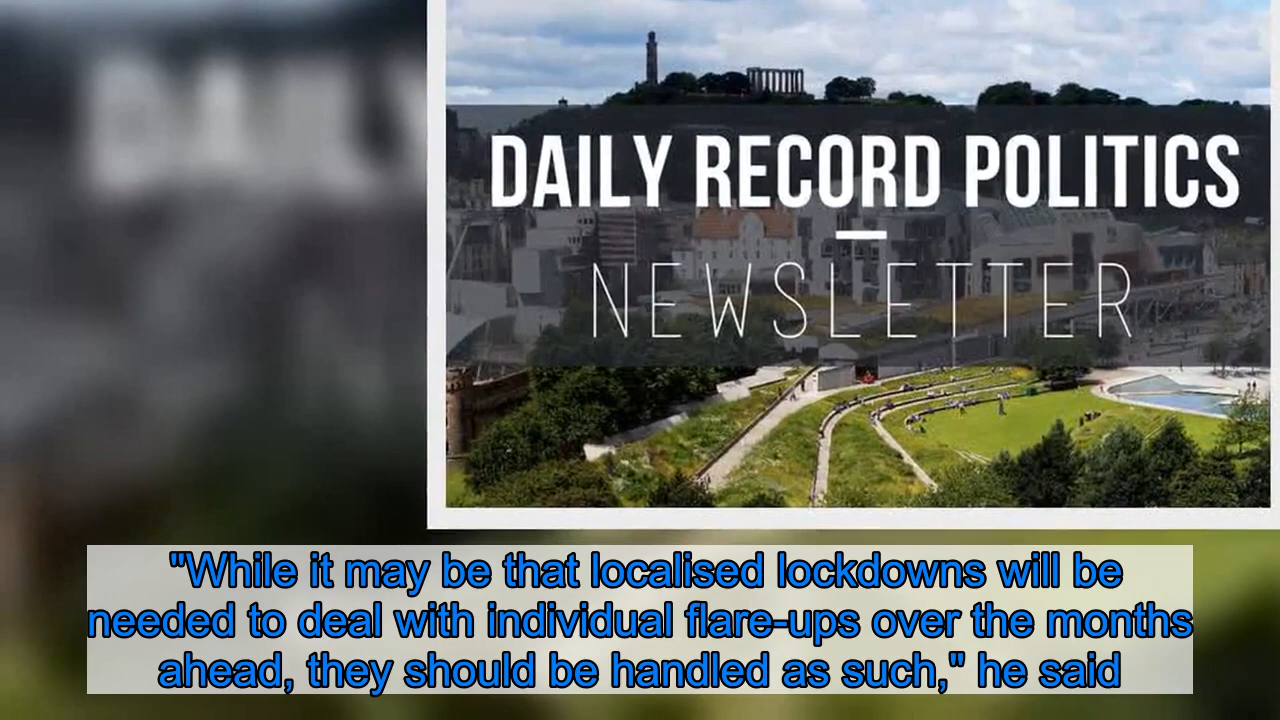 DAILY RECORD POLITICS
NEWSLETTER
"While it may be that localised lockdowns will be
needed to deal with individual flare-ups over the months
ahead, they should be handled as such," he said